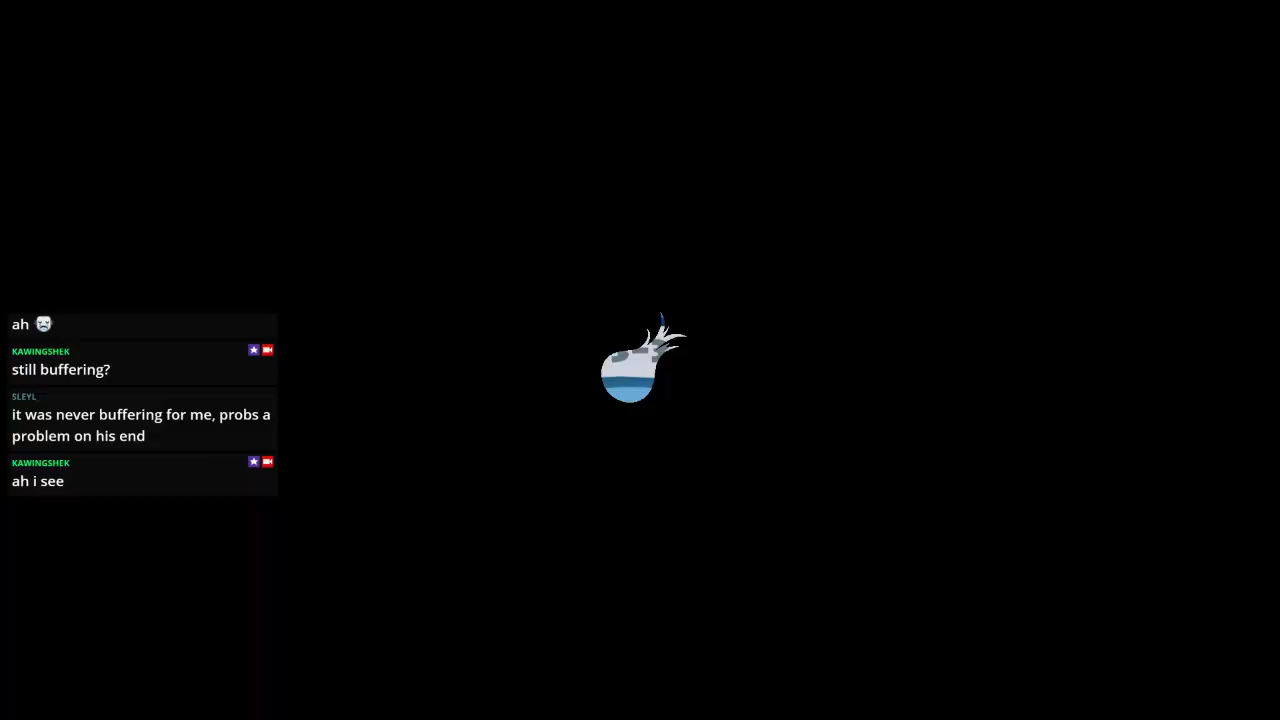 ah
KAWINGSHEK
still buffering?
SLEYL
it was never buffering for me, probs a
problem on his end
KAWINGSHEK
ah i see